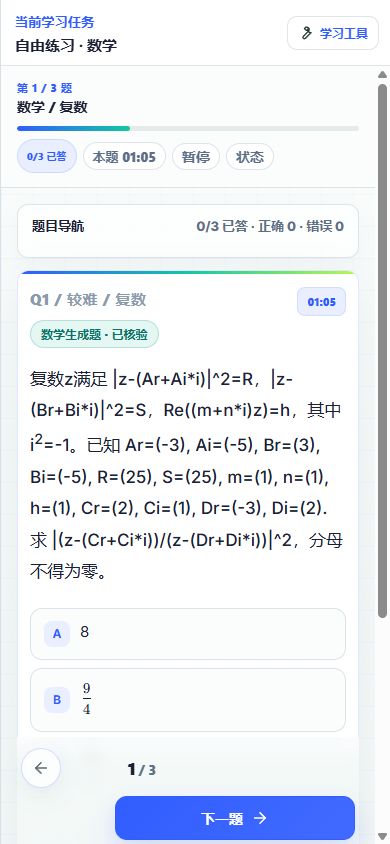 当前学习任务
自由练习 · 数学
学习工具
第 1 / 3 题
数学 / 复数
0/3 已答
本题 01:05
暂停
状态
题目导航
0/3 已答 · 正确 0 · 错误 0
Q1 / 较难 / 复数
01:05
数学生成题 · 已核验
复数z满足 |z-(Ar+Ai*i)|^2=R，|z-
(Br+Bi*i)|^2=S，Re((m+n*i)z)=h，其中
i²=-1。已知 Ar=(-3), Ai=(-5), Br=(3),
Bi=(-5), R=(25), S=(25), m=(1), n=(1),
h=(1), Cr=(2), Ci=(1), Dr=(-3), Di=(2).
求 |(z-(Cr+Ci*i))/(z-(Dr+Di*i))|^2，分母
不得为零。
A 8
B 9/4
1 / 3
下一题